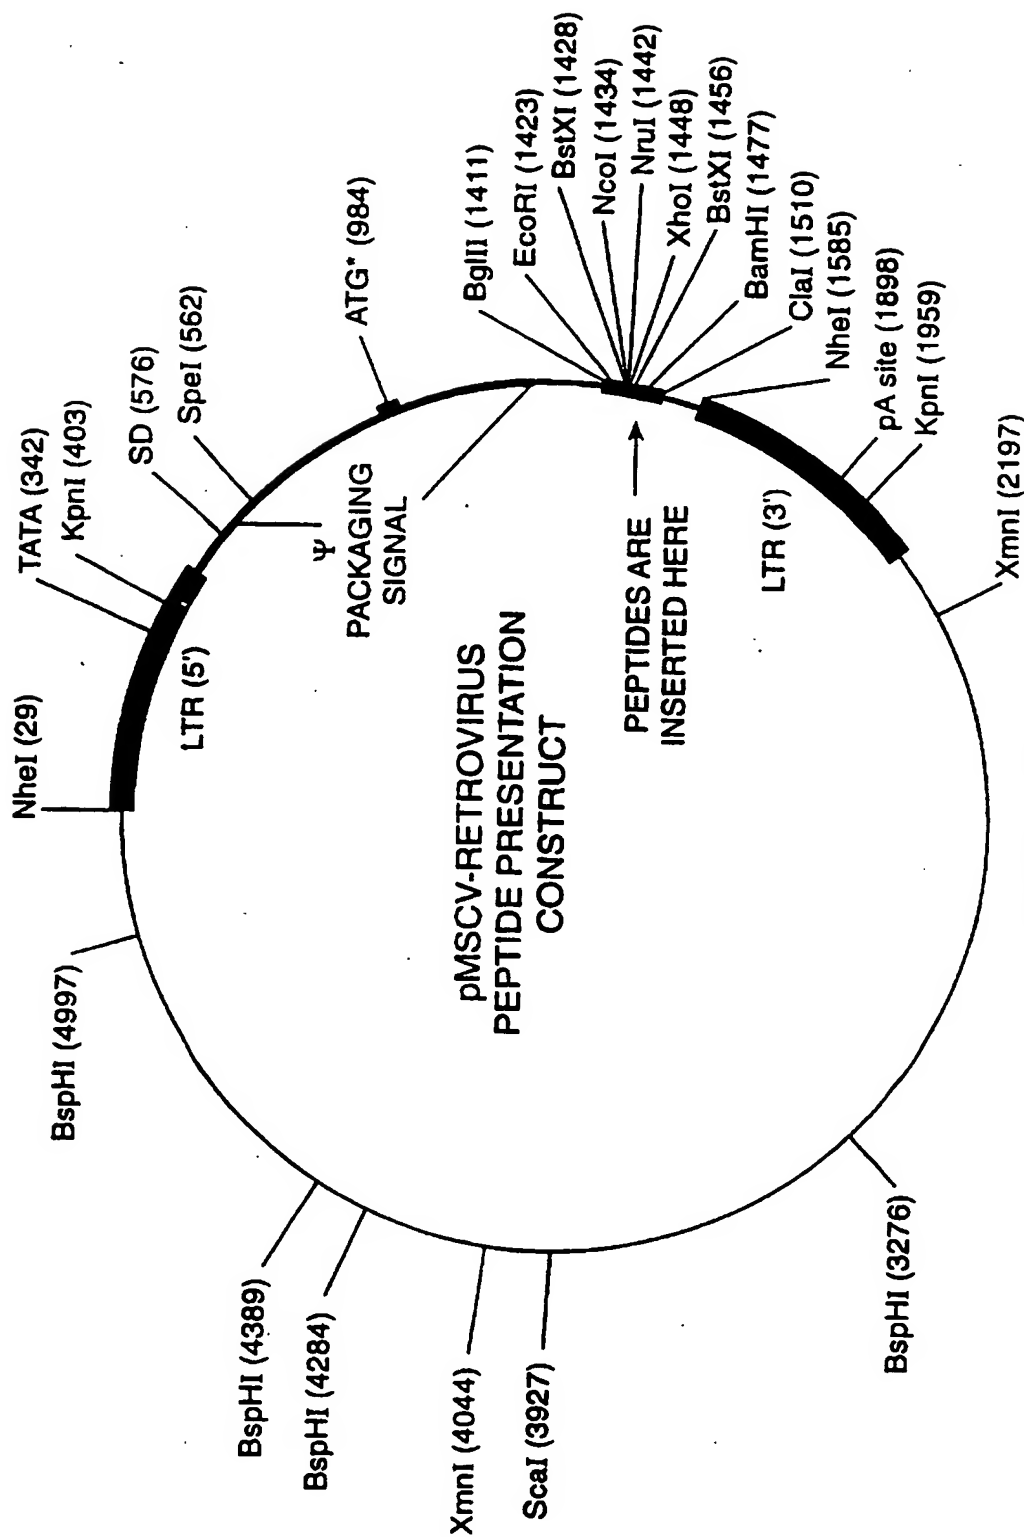 NheI (29)
TATA (342)
KpnI (403)
SD (576)
SpeI (562)
ATG* (984)
BglII (1411)
EcoRI (1423)
BstXI (1428)
NcoI (1434)
NruI (1442)
XhoI (1448)
BstXI (1456)
BamHI (1477)
ClaI (1510)
NheI (1585)
pA site (1898)
KpnI (1959)
XmnI (2197)
BspHI (3276)
ScaI (3927)
XmnI (4044)
BspHI (4284)
BspHI (4389)
BspHI (4997)
LTR (5')
Ψ
PACKAGING
SIGNAL
PEPTIDES ARE
INSERTED HERE
LTR (3')
pMSCV-RETROVIRUS
PEPTIDE PRESENTATION
CONSTRUCT